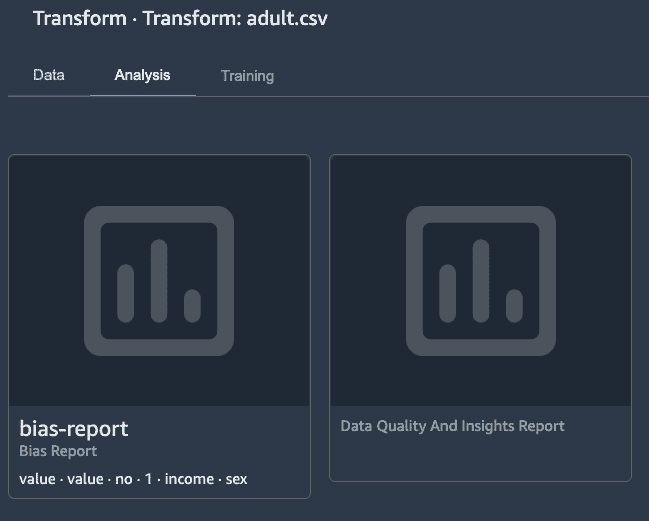 Transform · Transform: adult.csv
Data Analysis Training
bias-report
Bias Report
value · value · no · 1 · income · sex
Data Quality And Insights Report